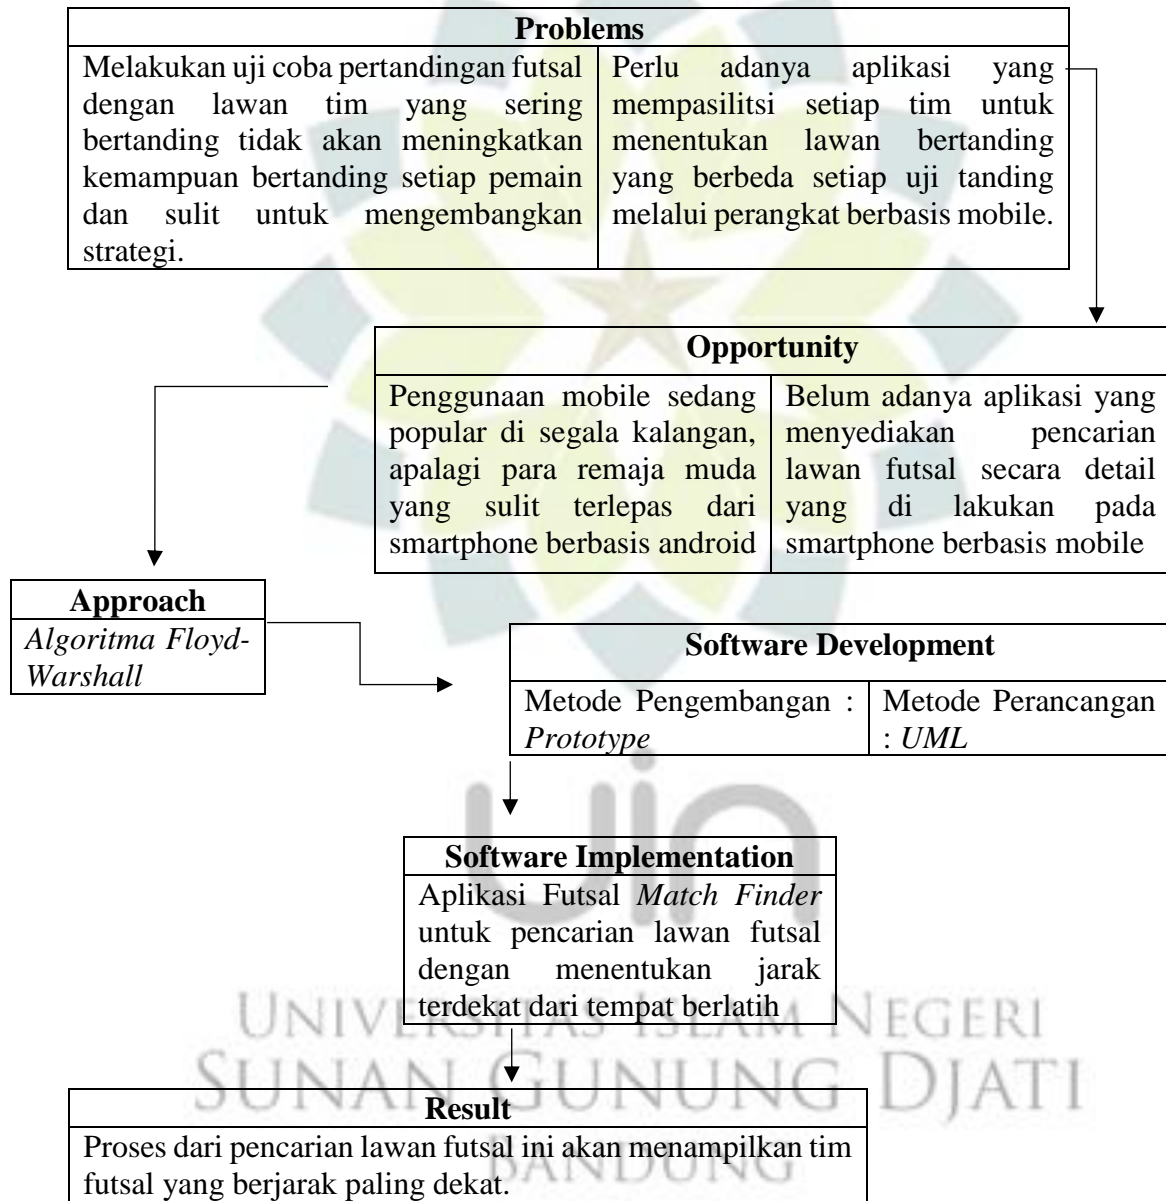 Problems
Melakukan uji coba pertandingan futsal
dengan lawan tim yang sering
bertanding tidak akan meningkatkan
kemampuan bertanding setiap pemain
dan sulit untuk mengembangkan
strategi.
Perlu adanya aplikasi yang
mempasilitsi setiap tim untuk
menentukan lawan bertanding
yang berbeda setiap uji tanding
melalui perangkat berbasis mobile.
Opportunity
Penggunaan mobile sedang
popular di segala kalangan,
apalagi para remaja muda
yang sulit terlepas dari
smartphone berbasis android
Belum adanya aplikasi yang
menyediakan pencarian
lawan futsal secara detail
yang di lakukan pada
smartphone berbasis mobile
Approach
Algoritma Floyd-
Warshall
Software Development
Metode Pengembangan :
Prototype
Metode Perancangan
: UML
uin
Software Implementation
Aplikasi Futsal Match Finder
untuk pencarian lawan futsal
dengan menentukan jarak
terdekat dari tempat berlatih
UNIVERSITAS ISLAM NEGERI
SUNAN GUNUNG DJATI
BANDUNG
Result
Proses dari pencarian lawan futsal ini akan menampilkan tim
futsal yang berjarak paling dekat.